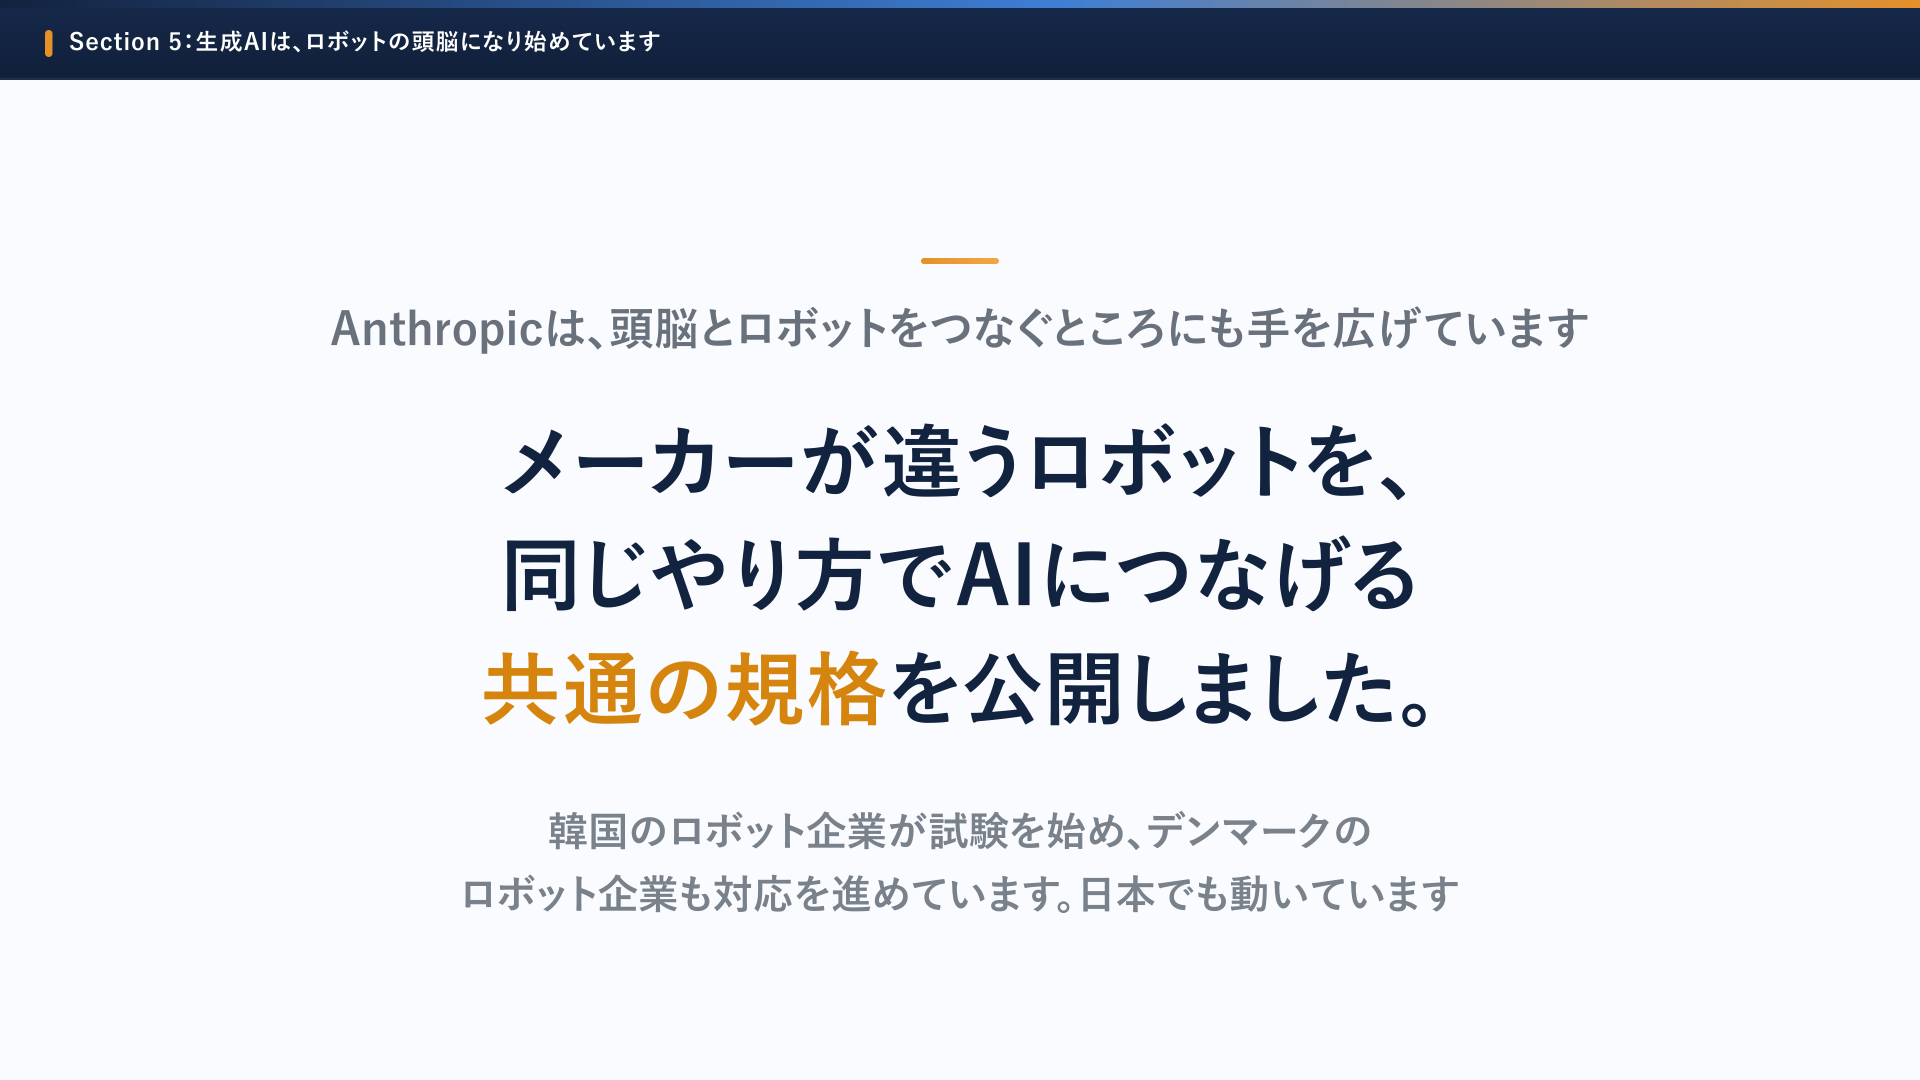 Section 5：生成AIは、ロボットの頭脳になり始めています
Anthropicは、頭脳とロボットをつなぐところにも手を広げています
メーカーが違うロボットを、
同じやり方でAIにつなげる
共通の規格を公開しました。
韓国のロボット企業が試験を始め、デンマークの
ロボット企業も対応を進めています。日本でも動いています